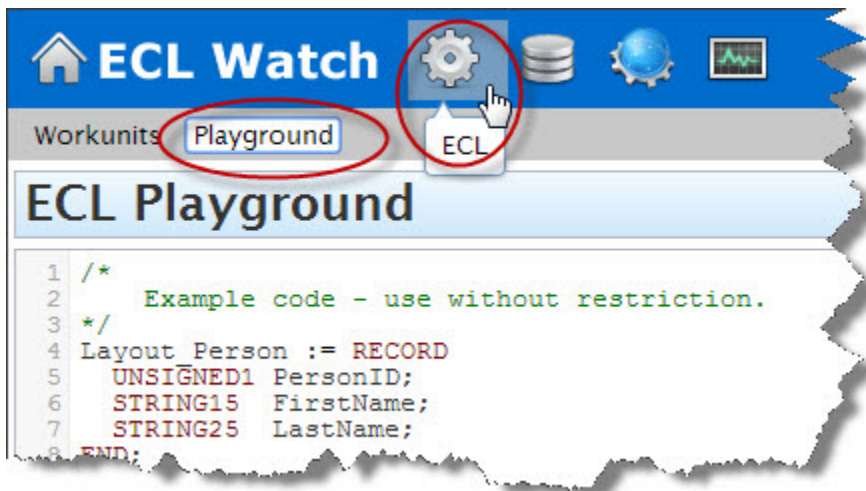 ECL Watch
Workunits Playground
ECL
ECL Playground
1 /*
2 Example code - use without restriction.
3 */
4 Layout_Person := RECORD
5 UNSIGNED1 PersonID;
6 STRING15 FirstName;
7 STRING25 LastName;
8 END;